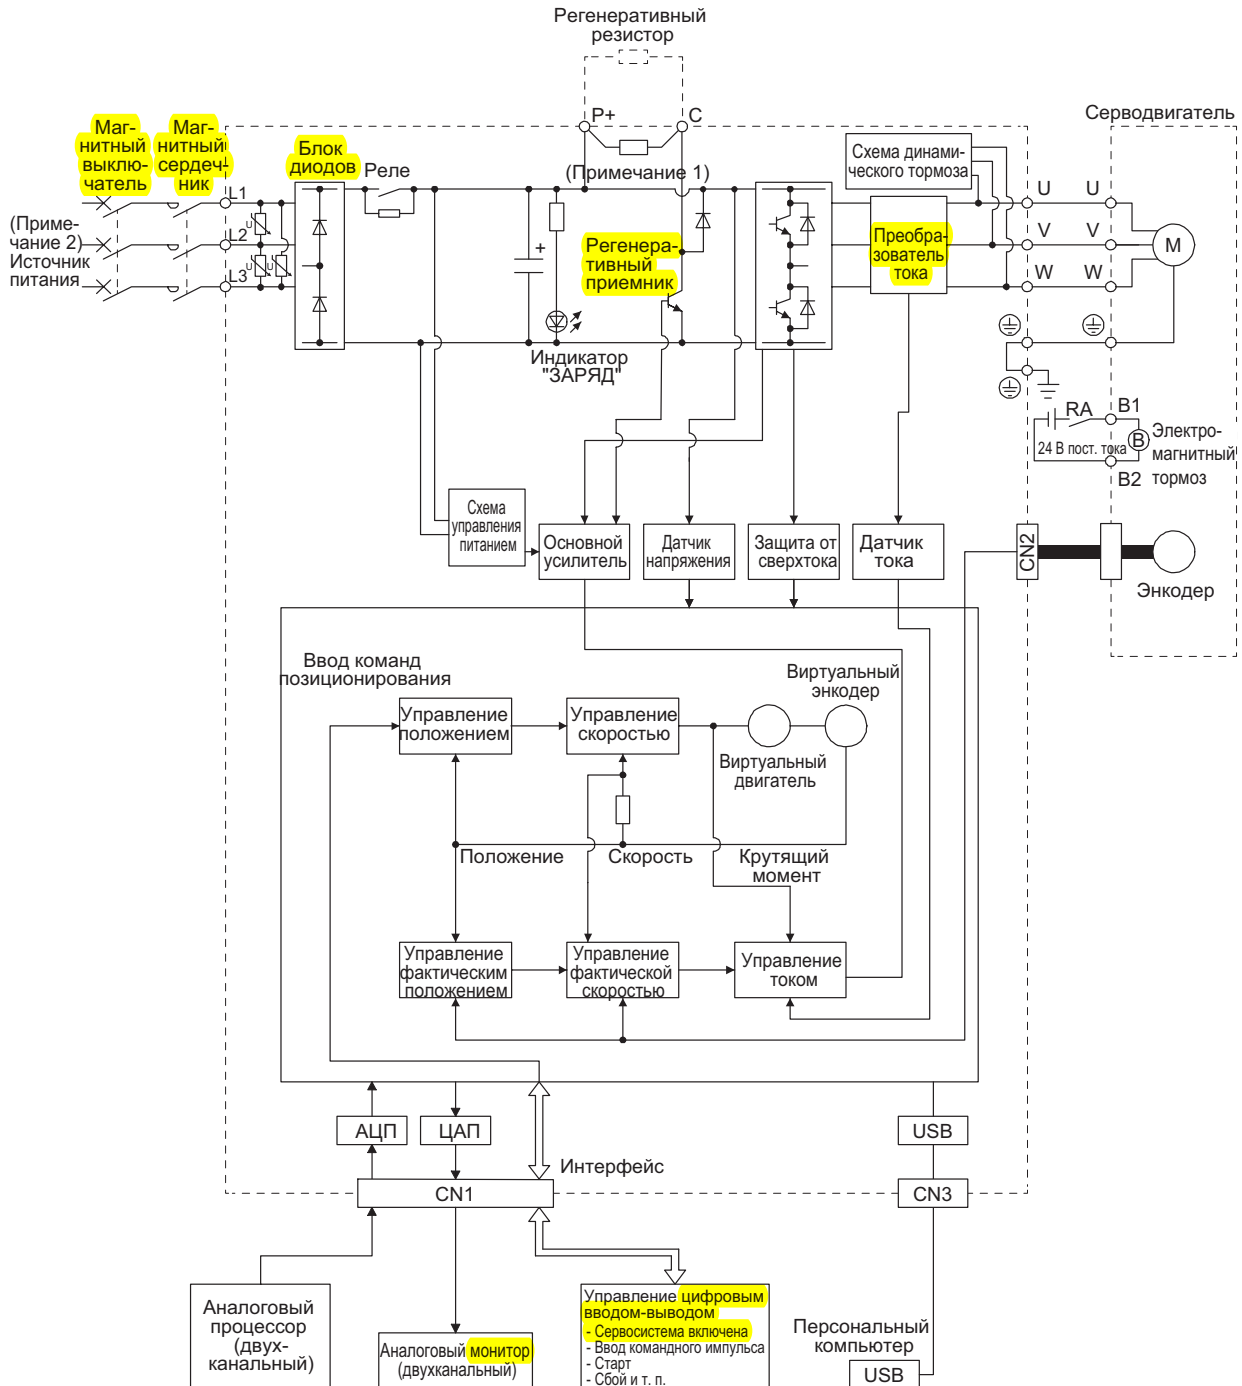 Регенеративный
резистор
P+
C
Серводвигатель
Маг-
нитный
выклю-
чатель
Маг-
нитный
сердеч-
ник
Блок
диодов
Реле
(Примечание 1)
Схема динами-
ческого тормоза
L1
L2
L3
U
U
U
U
U
V
V
W
W
M
(Приме-
чание 2)
Источник
питания
+
Регенера-
тивный
приемник
Преобра-
зователь
тока
Индикатор
"ЗАРЯД"
RA
B1
24 В пост. тока
B
B2
Электро-
магнитный
тормоз
Схема
управления
питанием
Основной
усилитель
Датчик
напряжения
Защита от
сверхтока
Датчик
тока
CN2
Энкодер
Ввод команд
позиционирования
Виртуальный
энкодер
Управление
положением
Управление
скоростью
Виртуальный
двигатель
Положение
Скорость
Крутящий
момент
Управление
фактическим
положением
Управление
фактической
скоростью
Управление
током
АЦП
ЦАП
USB
Интерфейс
CN1
CN3
Аналоговый
процессор
(двух-
канальный)
Аналоговый монитор
(двухканальный)
Управление цифровым
вводом-выводом
- Сервосистема включена
- Ввод командного импульса
- Старт
- Сбой и т. п.
Персональный
компьютер
USB